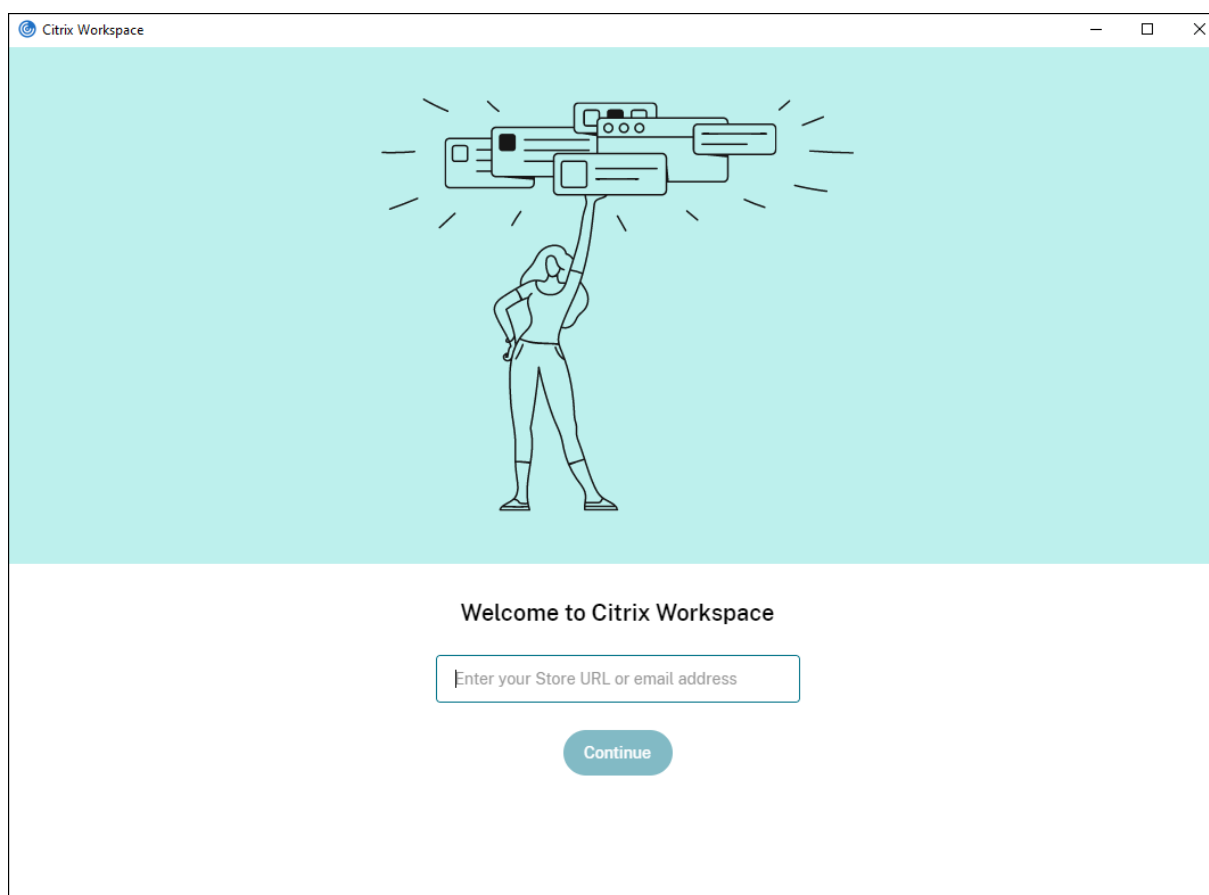 Citrix Workspace
Welcome to Citrix Workspace
Enter your Store URL or email address
Continue